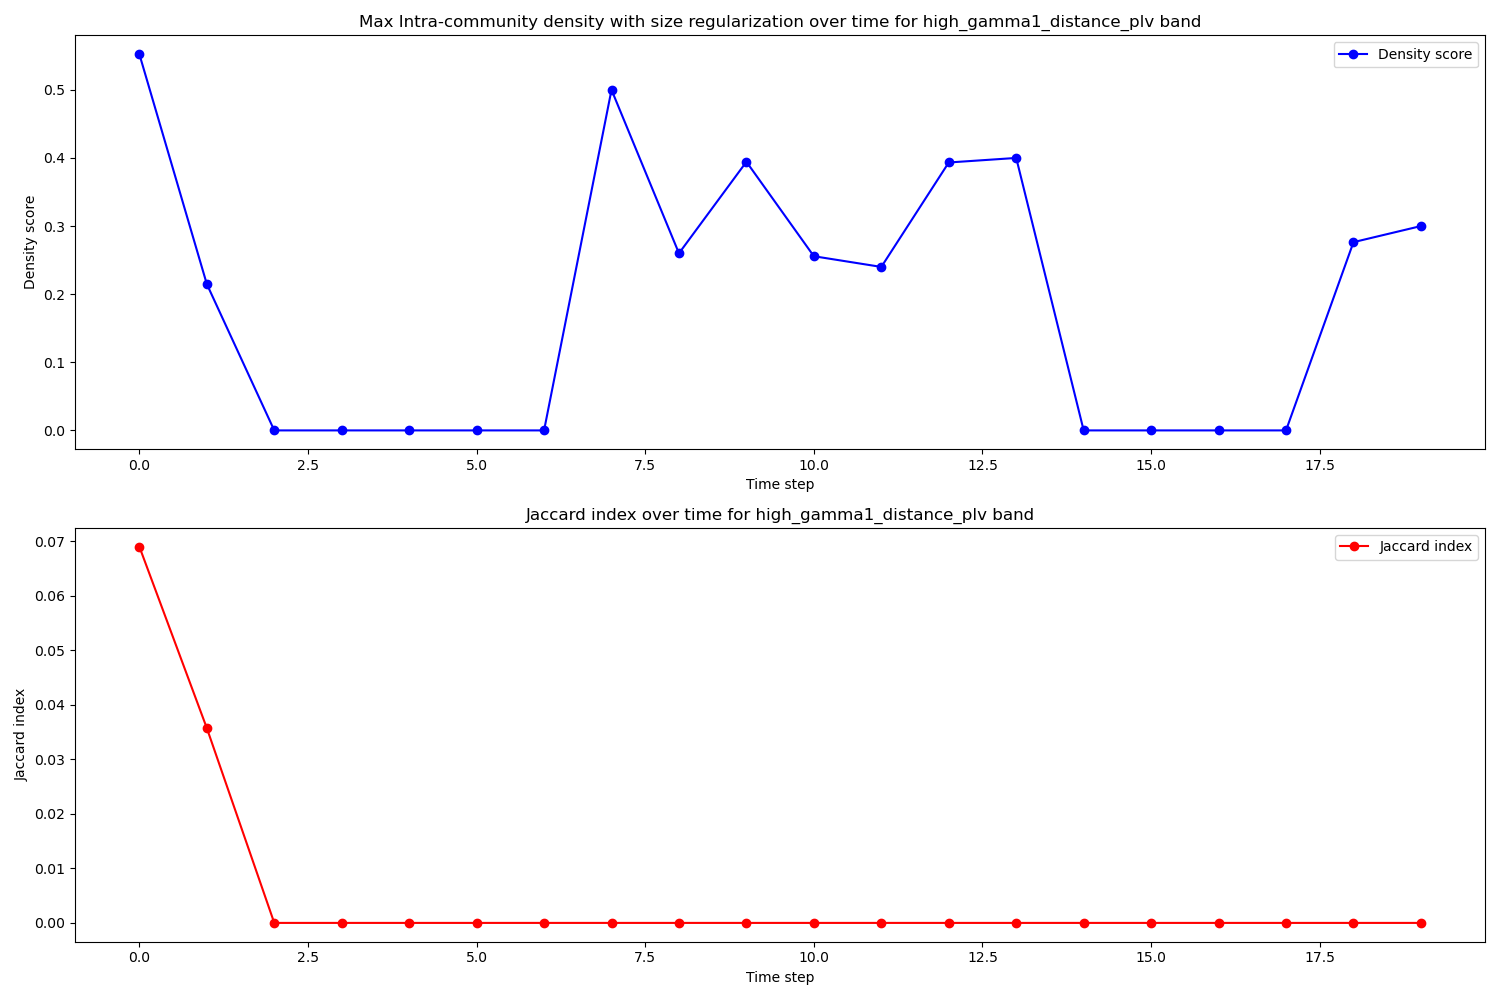 Max Intra-community density with size regularization over time for high_gamma1_distance_plv band
Density score
0.5
0.4
0.3
0.2
0.1
0.0
Density score
0.0 2.5 5.0 7.5 10.0 12.5 15.0 17.5
Time step
Jaccard index over time for high_gamma1_distance_plv band
Jaccard index
0.07
0.06
0.05
0.04
0.03
0.02
0.01
0.00
Jaccard index
0.0 2.5 5.0 7.5 10.0 12.5 15.0 17.5
Time step